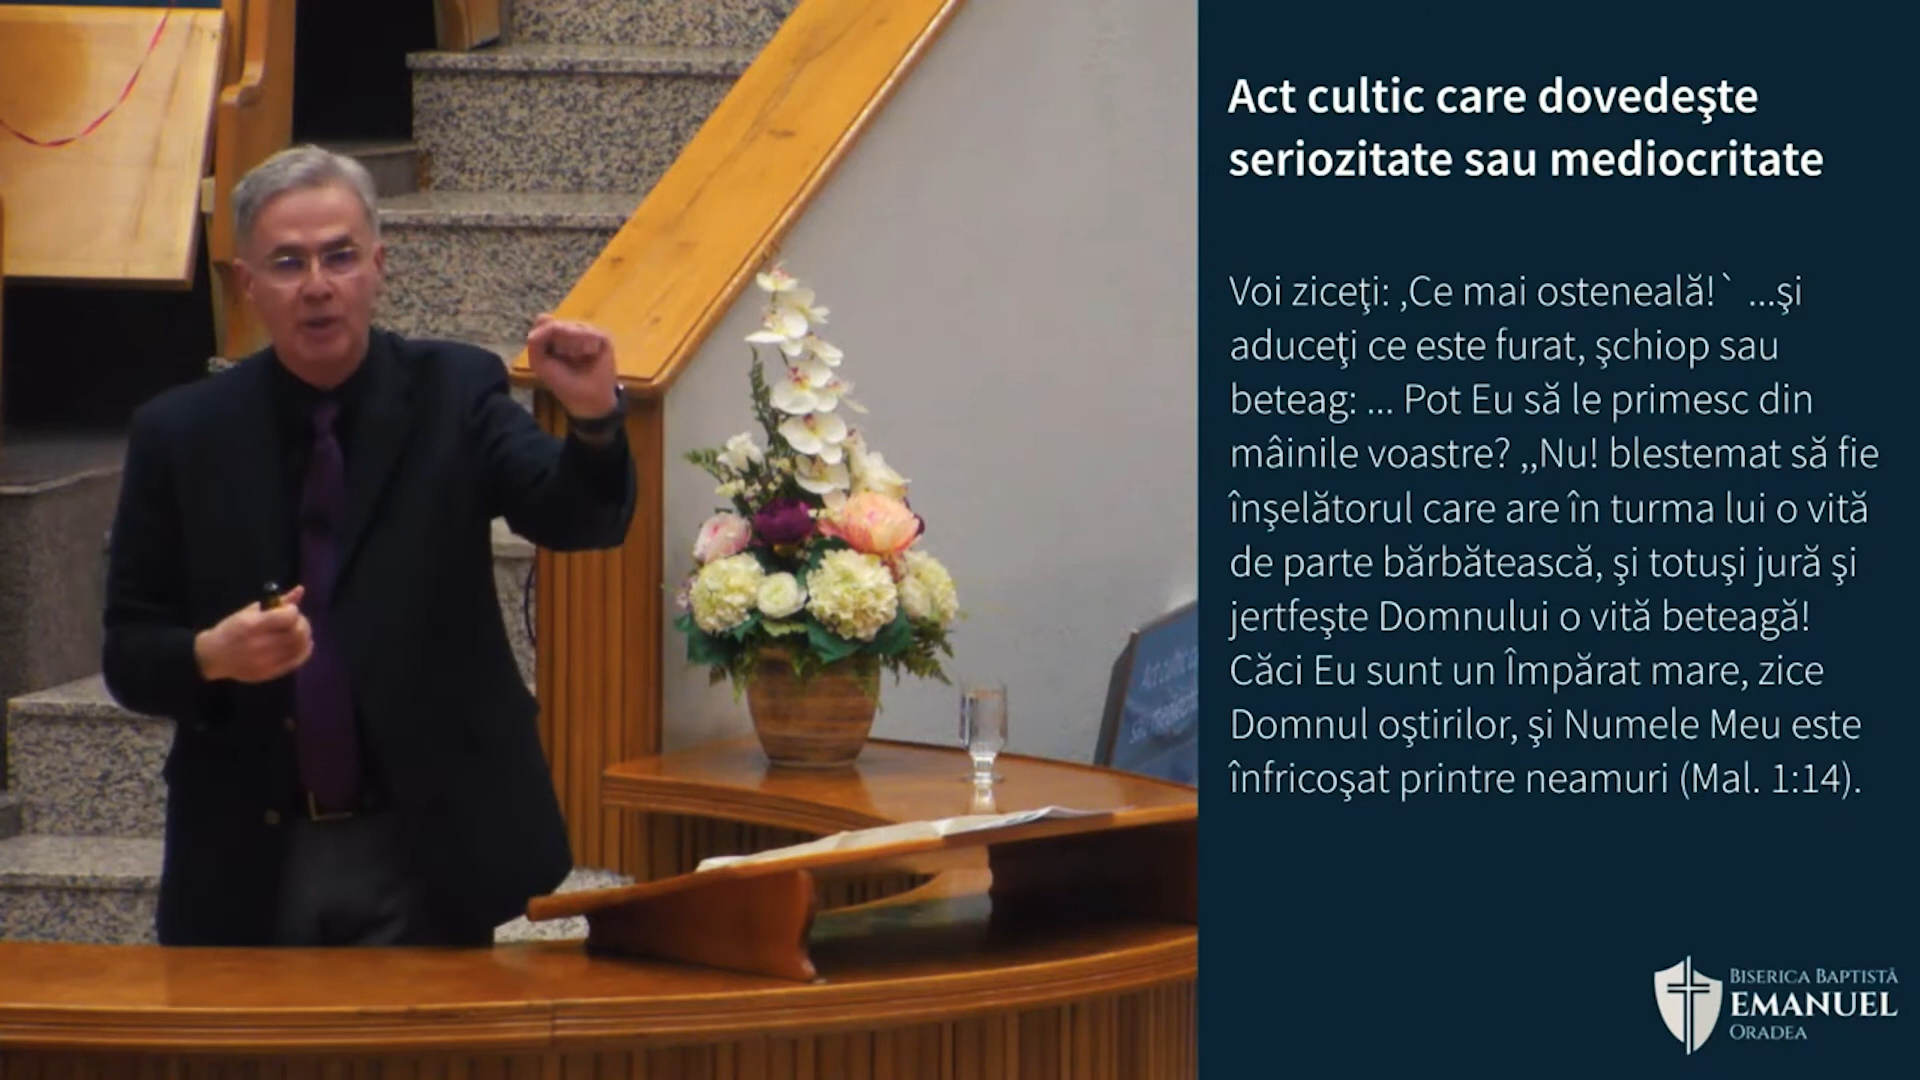 Act cultic care dovedeşte
seriozitate sau mediocritate
Voi ziceţi: ,Ce mai osteneală!` ...şi
aduceţi ce este furat, şchiop sau
beteag: ... Pot Eu să le primesc din
mâinile voastre? ,,Nu! blestemat să fie
înşelătorul care are în turma lui o vită
de parte bărbătească, şi totuşi jură şi
jertfeşte Domnului o vită beteagă!
Căci Eu sunt un Împărat mare, zice
Domnul oştirilor, şi Numele Meu este
înfricoşat printre neamuri (Mal. 1:14).
BISERICA BAPTISTĂ
EMANUEL
ORADEA